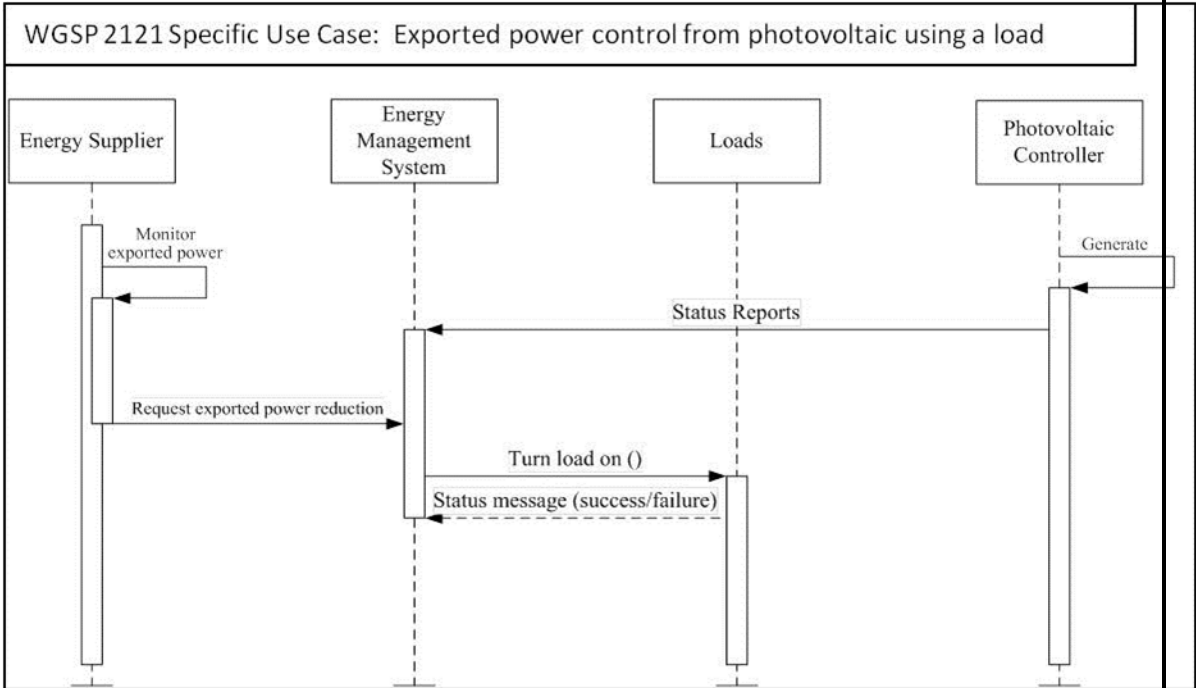 WGSP 2121 Specific Use Case: Exported power control from photovoltaic using a load
Energy Supplier
Energy
Management
System
Loads
Photovoltaic
Controller
Monitor
exported power
Generate
Status Reports
Request exported power reduction
Turn load on ()
Status message (success/failure)